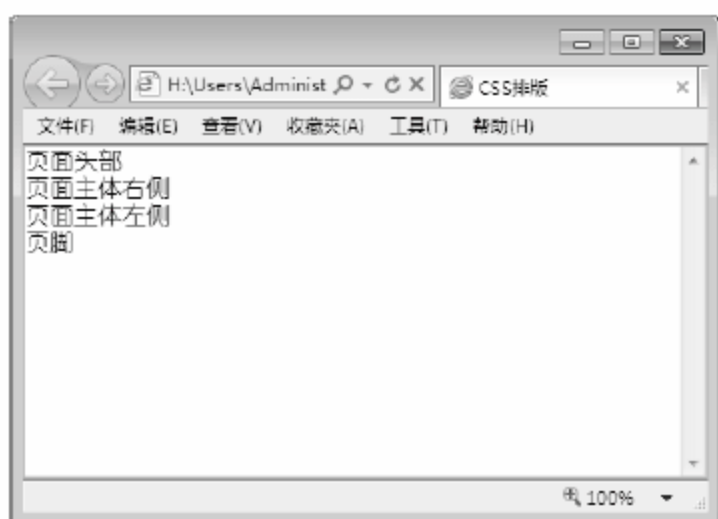 H:\Users\Administ
CSS排版
文件(F) 编辑(E) 查看(V) 收藏夹(A) 工具(T) 帮助(H)
页面头部
页面主体右侧
页面主体左侧
页脚
100%